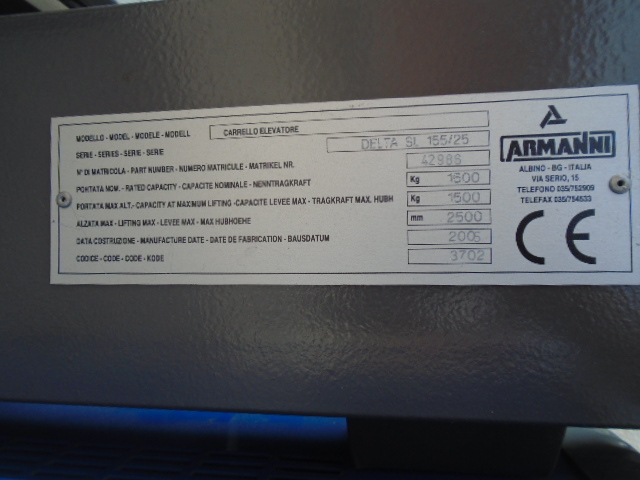 MODELLO - MODEL - MODELE - MODELL CARRELLO ELEVATORE
SERIE - SERIES - SERIE - SERIE DELTA SL 155/25
N° DI MATRICOLA - PART NUMBER - NUMERO MATRICULE - MATRIKEL NR. 42986
PORTATA NOM. - RATED CAPACITY - CAPACITE NOMINALE - NENNTRAGKRAFT Kg 1500
PORTATA MAX ALT.- CAPACITY AT MAXIMUM LIFTING -CAPACITE LEVEE MAX - TRAGKRAFT MAX. HUBH Kg 1500
ALZATA MAX - LIFTING MAX - LEVEE MAX - MAX HUBHOEHE mm 2500
DATA COSTRUZIONE - MANUFACTURE DATE - DATE DE FABRICATION - BAUSDATUM 2005
CODICE - CODE - CODE - KODE 3702
ARMANNI
ALBINO - BG - ITALIA
VIA SERIO, 15
TELEFONO 035/752909
TELEFAX 035/754533
CE